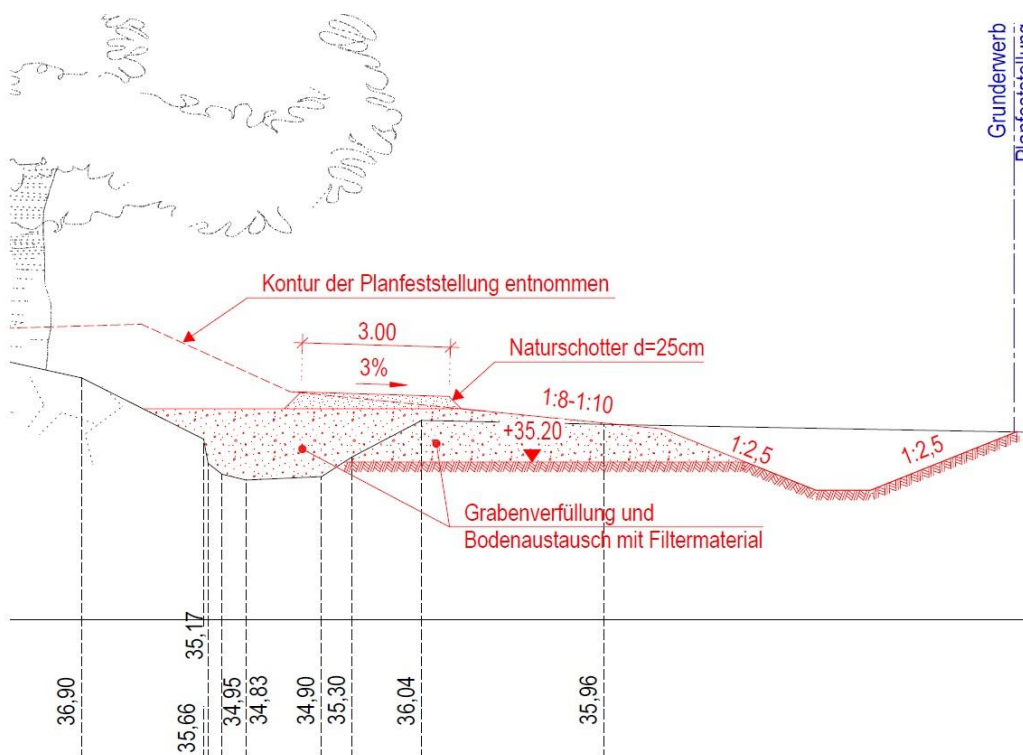 Grunderwerb
Planfeststellung
Kontur der Planfeststellung entnommen
3.00
Naturschotter d=25cm
3%
1:8-1:10
+35.20
1:2,5
1:2,5
Grabenverfüllung und
Bodenaustausch mit Filtermaterial
36,90
35,66
35,17
34,95
34,83
34,90
35,30
36,04
35,96